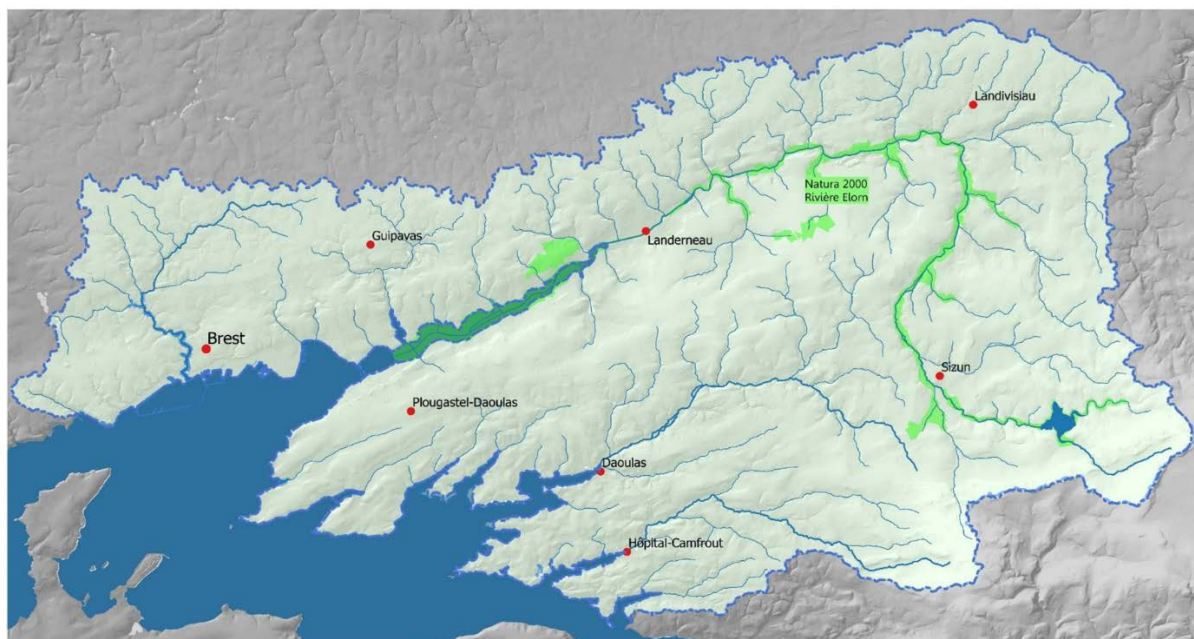 Landivisiau
Natura 2000
Rivière Elorn
Landerneau
Guipavas
Brest
Sizun
Plougastel-Daoulas
Daoulas
Hôpital-Camfrout